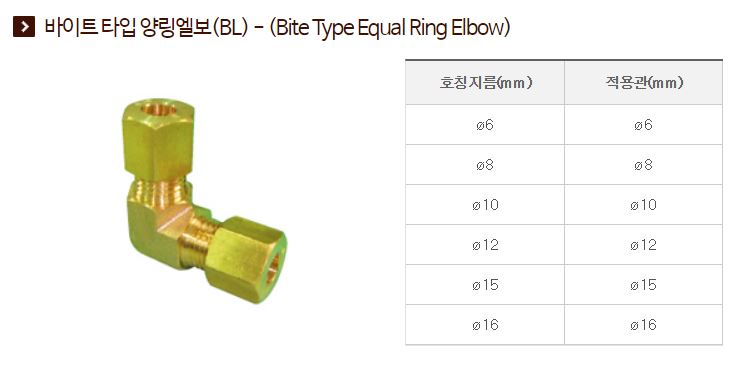 바이트 타입 양링엘보(BL) - (Bite Type Equal Ring Elbow)
호칭지름(mm) 적용관(mm)
ø6 ø6
ø8 ø8
ø10 ø10
ø12 ø12
ø15 ø15
ø16 ø16